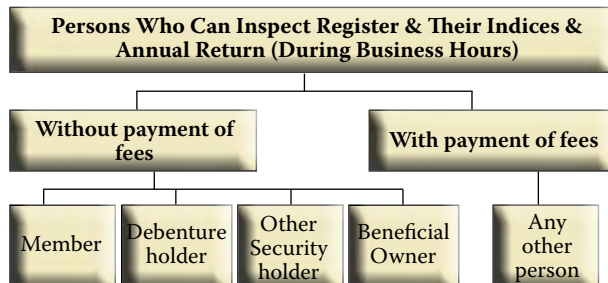 Persons Who Can Inspect Register & Their Indices &
Annual Return (During Business Hours)
Without payment of
fees
With payment of fees
Member
Debenture
holder
Other
Security
holder
Beneficial
Owner
Any
other
person